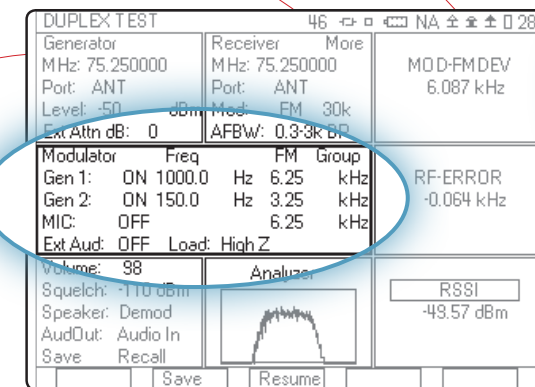 DUPLEX TEST 46 NA 28
Generator
MHz: 75.250000
Port: ANT
Level: -50 dBm
Ext Attn dB: 0
Receiver More
MHz: 75.250000
Port: ANT
Mod: FM 30k
AFBW: 0.3-3k BP
MOD-FM DEV
6.087 kHz
Modulator Freq FM Group
Gen 1: ON 1000.0 Hz 6.25 kHz
Gen 2: ON 150.0 Hz 3.25 kHz
MIC: OFF 6.25 kHz
Ext Aud: OFF Load: High Z
RF-ERROR
-0.064 kHz
Volume: 98
Squelch: -110 dBm
Speaker: Demod
AudOut: Audio In
Save Recall
Analyzer
RSSI
-49.57 dBm
Save Resume